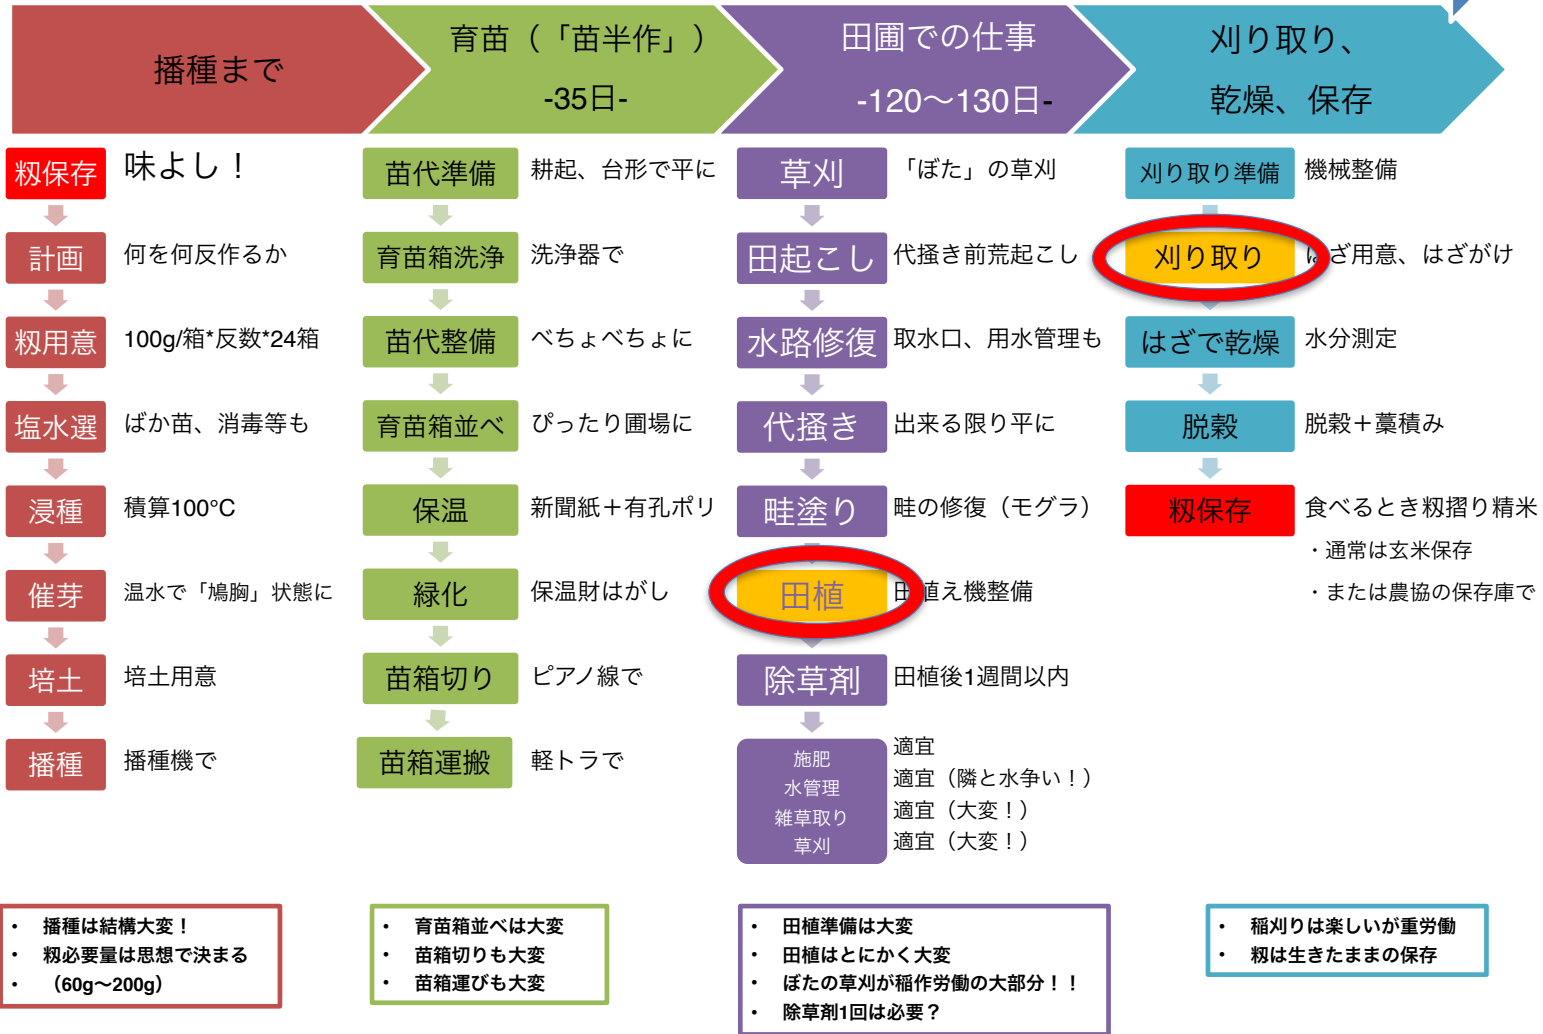 播種まで
育苗（「苗半作」）
-35日-
田圃での仕事
-120〜130日-
刈り取り、
乾燥、保存
籾保存
味よし！
計画
何を何反作るか
籾用意
100g/箱*反数*24箱
塩水選
ばか苗、消毒等も
浸種
積算100°C
催芽
温水で「鳩胸」状態に
培土
培土用意
播種
播種機で
苗代準備
耕起、台形で平に
育苗箱洗浄
洗浄器で
苗代整備
べちょべちょに
育苗箱並べ
ぴったり圃場に
保温
新聞紙＋有孔ポリ
緑化
保温財はがし
苗箱切り
ピアノ線で
苗箱運搬
軽トラで
草刈
「ぼた」の草刈
田起こし
代掻き前荒起こし
水路修復
取水口、用水管理も
代掻き
出来る限り平に
畦塗り
畦の修復（モグラ）
田植
田植え機整備
除草剤
田植後1週間以内
施肥
適宜
水管理
適宜（隣と水争い！）
雑草取り
適宜（大変！）
草刈
適宜（大変！）
刈り取り準備
機械整備
刈り取り
はざ用意、はざがけ
はざで乾燥
水分測定
脱穀
脱穀＋藁積み
籾保存
食べるとき籾摺り精米
・通常は玄米保存
・または農協の保存庫で
• 播種は結構大変！
• 籾必要量は思想で決まる
• （60g〜200g）
• 育苗箱並べは大変
• 苗箱切りも大変
• 苗箱運びも大変
• 田植準備は大変
• 田植はとにかく大変
• ぼたの草刈が稲作労働の大部分！！
• 除草剤1回は必要？
• 稲刈りは楽しいが重労働
• 籾は生きたままの保存